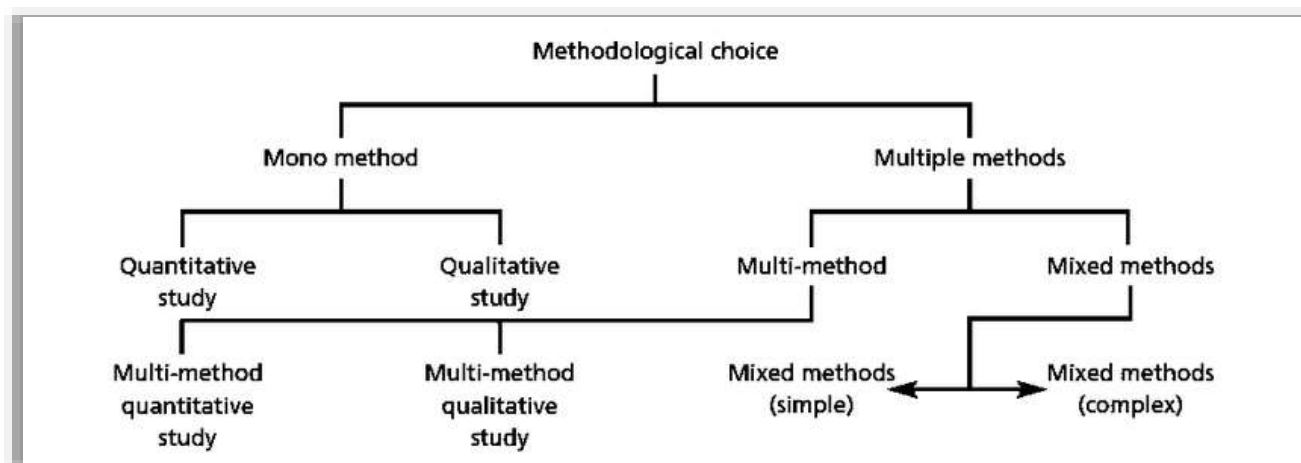 Methodological choice
Mono method
Multiple methods
Quantitative
study
Qualitative
study
Multi-method
Mixed methods
Multi-method
quantitative
study
Multi-method
qualitative
study
Mixed methods
(simple)
Mixed methods
(complex)